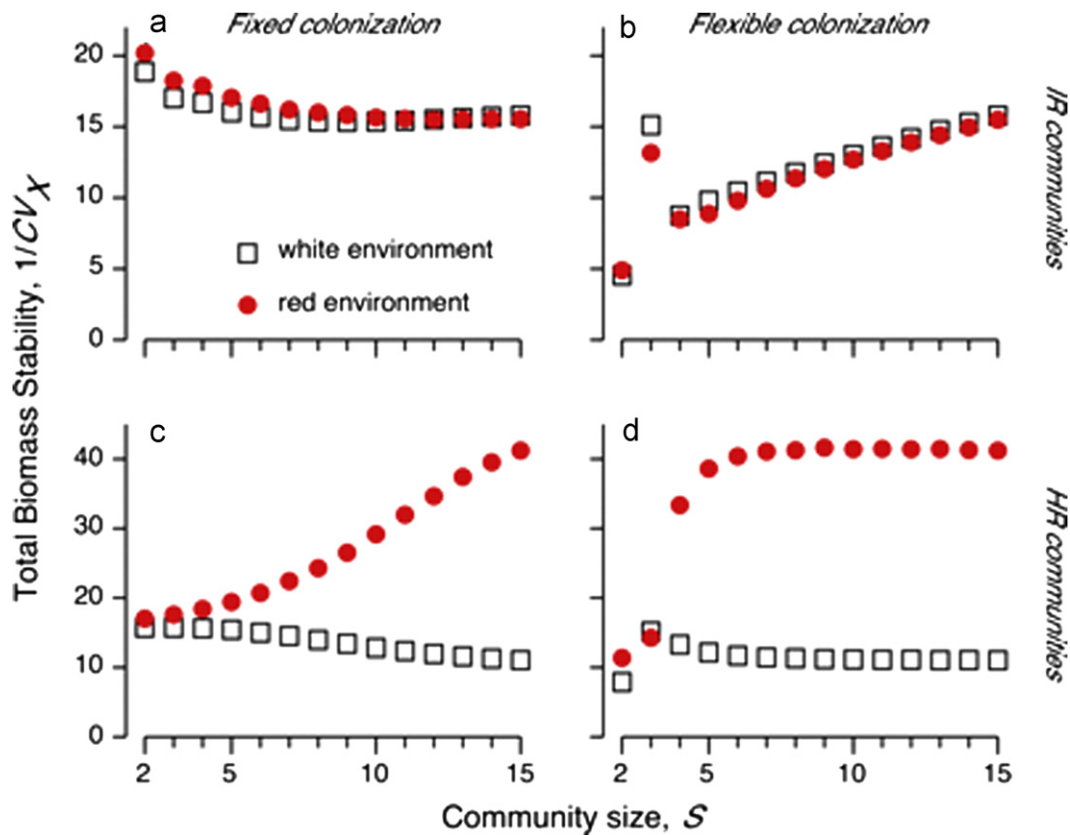 a
Fixed colonization
b
Flexible colonization
20
15
10
5
0
white environment
red environment
IR communities
Total Biomass Stability, 1/CVX
c
d
40
30
20
10
0
HR communities
2
5
10
15
2
5
10
15
Community size, S